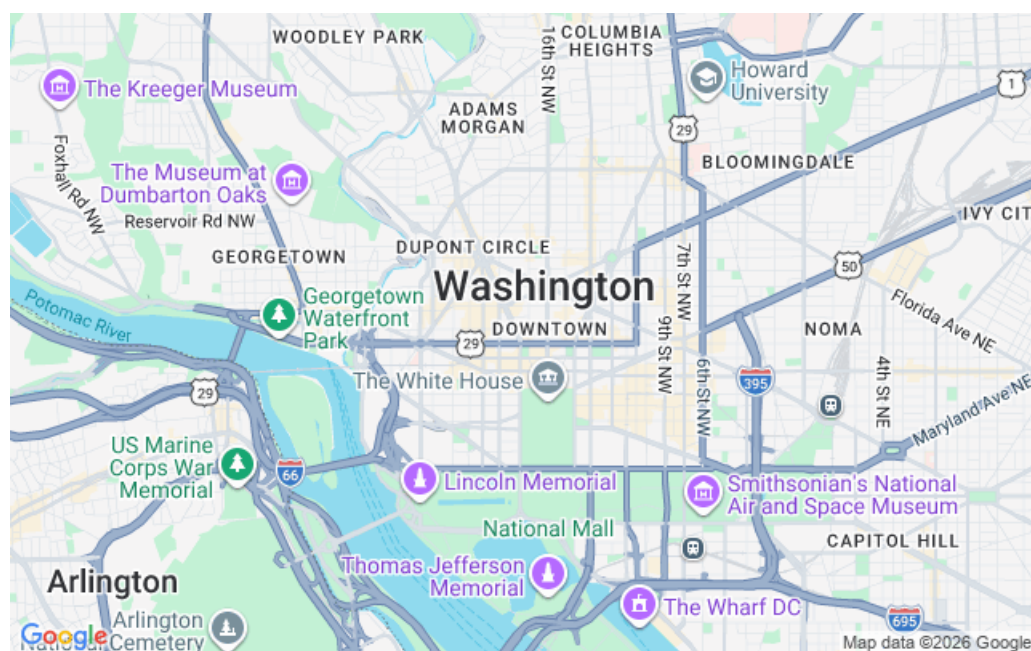 WOODLEY PARK
16th St NW
COLUMBIA
HEIGHTS
The Kreeger Museum
Howard
University
1
ADAMS
MORGAN
29
Foxhall Rd NW
BLOOMINGDALE
The Museum at
Dumbarton Oaks
Reservoir Rd NW
IVY CIT
GEORGETOWN
DUPONT CIRCLE
7th St NW
50
Washington
Potomac River
Georgetown
Waterfront
Park
29
DOWNTOWN
9th St NW
NOMA
Florida Ave NE
The White House
6th St NW
395
4th St NE
Maryland Ave NE
29
US Marine
Corps War
Memorial
66
Lincoln Memorial
Smithsonian's National
Air and Space Museum
National Mall
CAPITOL HILL
Thomas Jefferson
Memorial
Arlington
The Wharf DC
695
Arlington
National Cemetery
Google
Map data ©2026 Google